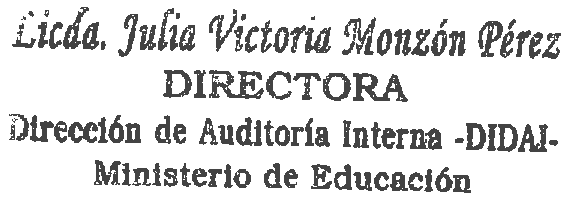 Licda. Julia Victoria Monzón Pérez
DIRECTORA
Dirección de Auditoría Interna -DIDAI-
Ministerio de Educación